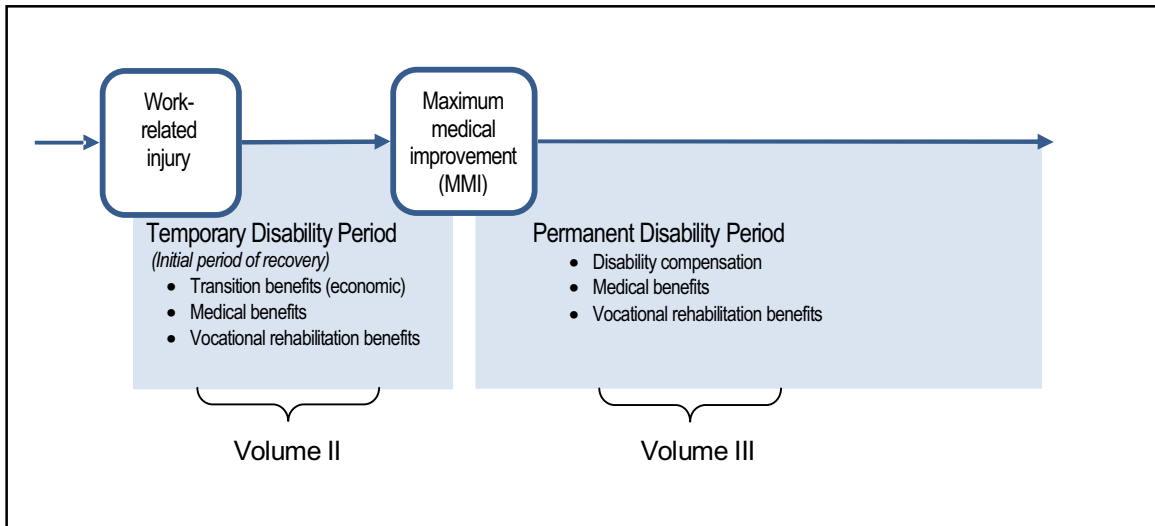 Work-
related
injury
Maximum
medical
improvement
(MMI)
Temporary Disability Period
(Initial period of recovery)
• Transition benefits (economic)
• Medical benefits
• Vocational rehabilitation benefits
Permanent Disability Period
• Disability compensation
• Medical benefits
• Vocational rehabilitation benefits
Volume II
Volume III